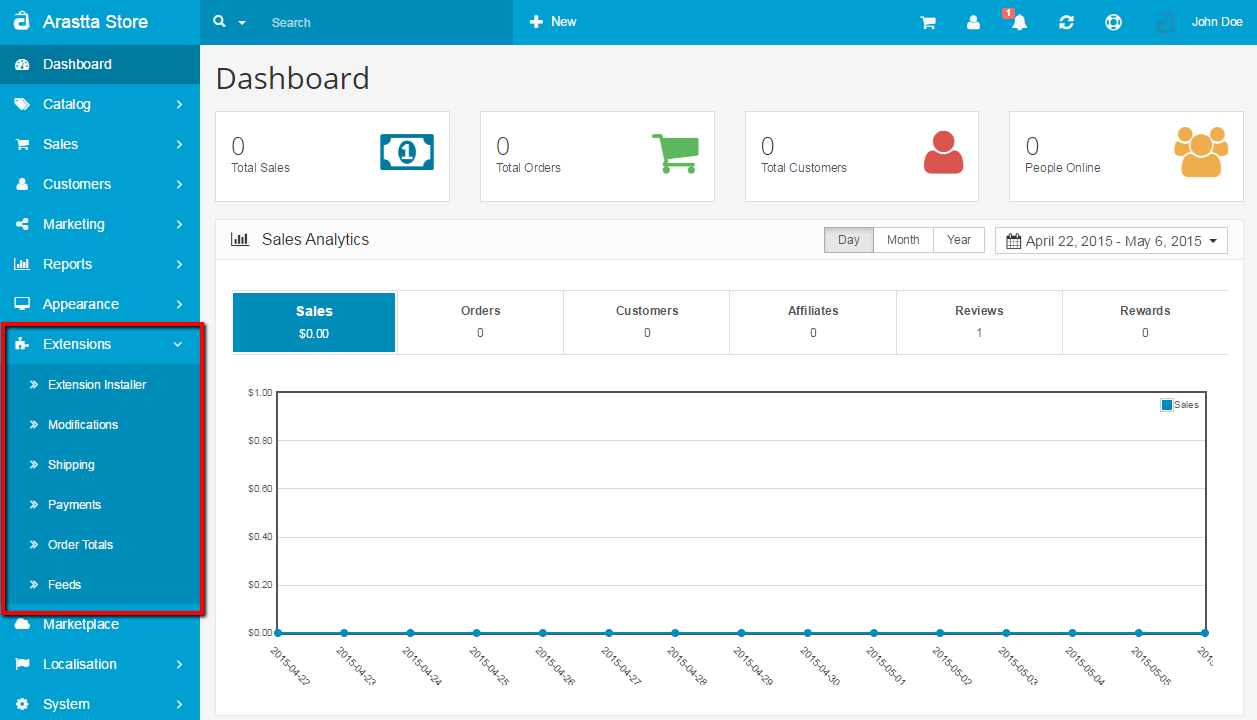 Arastta Store
Search
New
1
John Doe
Dashboard
Catalog
Sales
Customers
Marketing
Reports
Appearance
Extensions
Extension Installer
Modifications
Shipping
Payments
Order Totals
Feeds
Marketplace
Localisation
System
Dashboard
0
Total Sales
1
0
Total Orders
0
Total Customers
0
People Online
Sales Analytics
Day Month Year
April 22, 2015 - May 6, 2015
Sales
$0.00
Orders
0
Customers
0
Affiliates
0
Reviews
1
Rewards
0
Sales
$1.00
$0.80
$0.60
$0.40
$0.20
$0.00
2015-04-22
2015-04-23
2015-04-24
2015-04-25
2015-04-26
2015-04-27
2015-04-28
2015-04-29
2015-04-30
2015-05-01
2015-05-02
2015-05-03
2015-05-04
2015-05-05